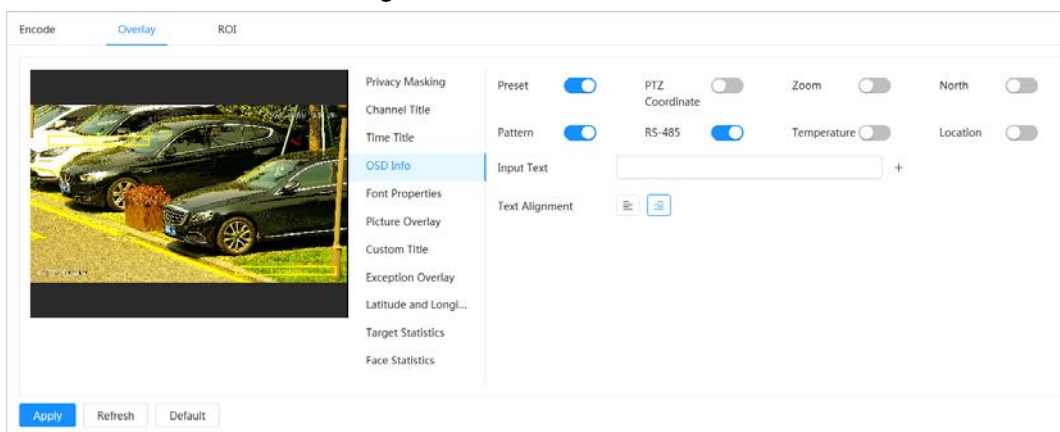 Encode Overlay ROI
Privacy Masking
Channel Title
Time Title
OSD Info
Font Properties
Picture Overlay
Custom Title
Exception Overlay
Latitude and Longi...
Target Statistics
Face Statistics
Preset PTZ Coordinate Zoom North
Pattern RS-485 Temperature Location
Input Text +
Text Alignment
Apply Refresh Default